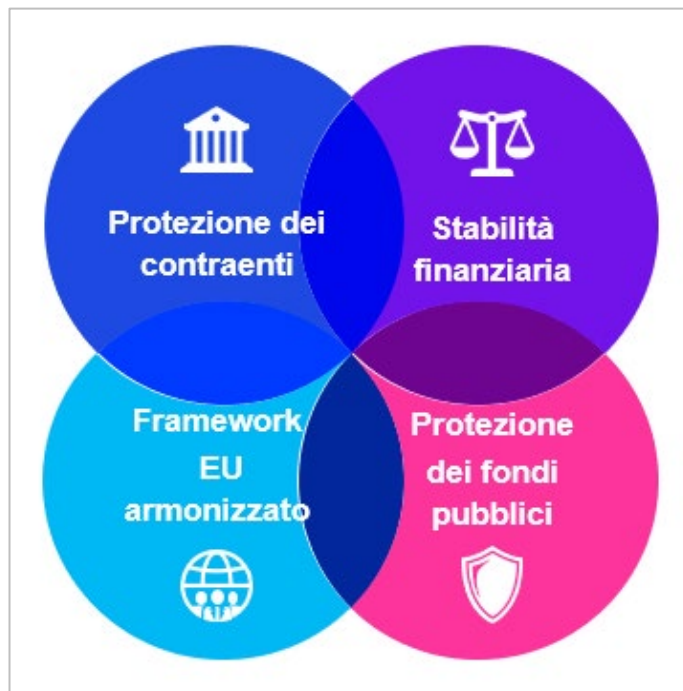 Protezione dei
contraenti
Stabilità
finanziaria
Framework
EU
armonizzato
Protezione
dei fondi
pubblici